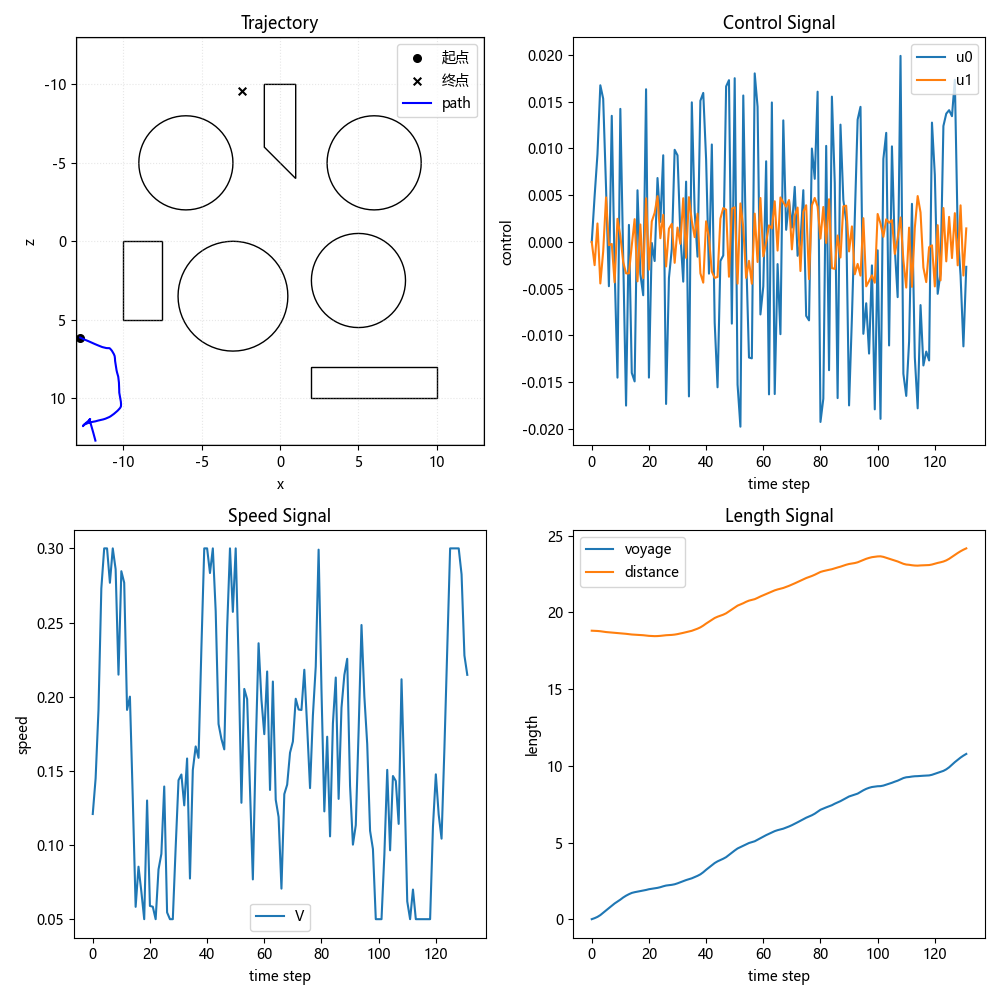 Trajectory
起点
终点
path
-10
-5
0
5
10
z
-10 -5 0 5 10
x
Control Signal
u0
u1
0.020
0.015
0.010
0.005
0.000
-0.005
-0.010
-0.015
-0.020
control
0 20 40 60 80 100 120
time step
Speed Signal
0.30
0.25
0.20
0.15
0.10
0.05
speed
V
0 20 40 60 80 100 120
time step
Length Signal
voyage
distance
25
20
15
10
5
0
length
0 20 40 60 80 100 120
time step